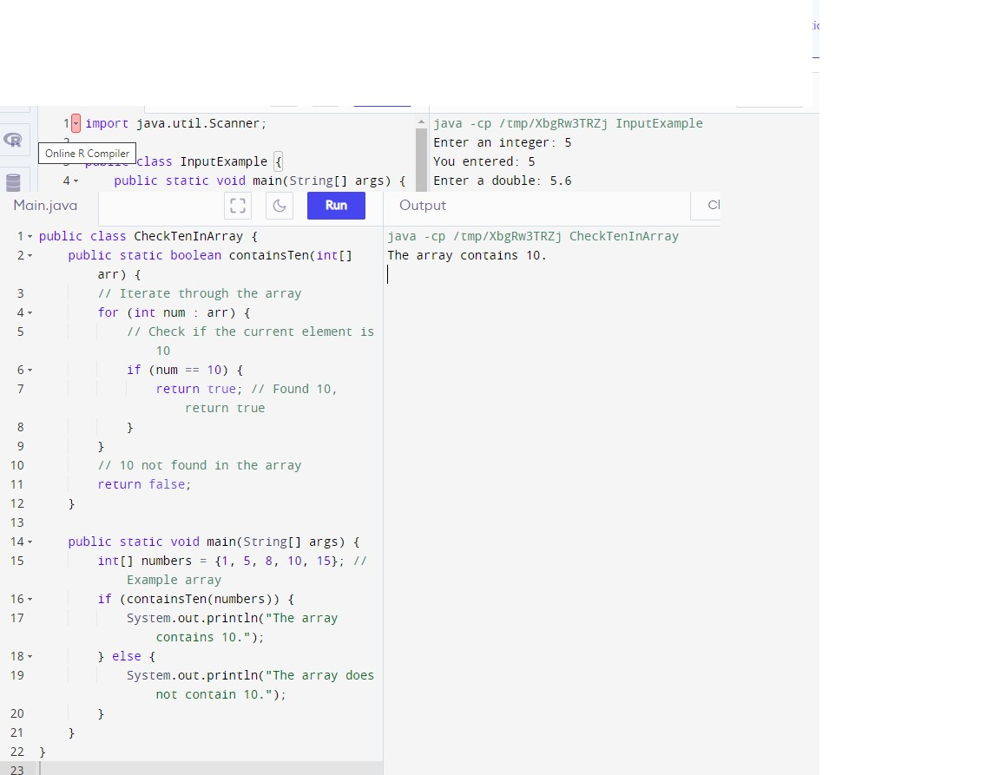 1 import java.util.Scanner;
Online R Compiler
class InputExample {
4 public static void main(String[] args) {
java -cp /tmp/XbgRw3TRZj InputExample
Enter an integer: 5
You entered: 5
Enter a double: 5.6
Main.java
Run
Output
1 public class CheckTenInArray {
2 public static boolean containsTen(int[]
arr) {
3 // Iterate through the array
4 for (int num : arr) {
5 // Check if the current element is
10
6 if (num == 10) {
7 return true; // Found 10,
return true
8 }
9 }
10 // 10 not found in the array
11 return false;
12 }
13
14 public static void main(String[] args) {
15 int[] numbers = {1, 5, 8, 10, 15}; //
Example array
16 if (containsTen(numbers)) {
17 System.out.println("The array
contains 10.");
18 } else {
19 System.out.println("The array does
not contain 10.");
20 }
21 }
22 }
23
java -cp /tmp/XbgRw3TRZj CheckTenInArray
The array contains 10.